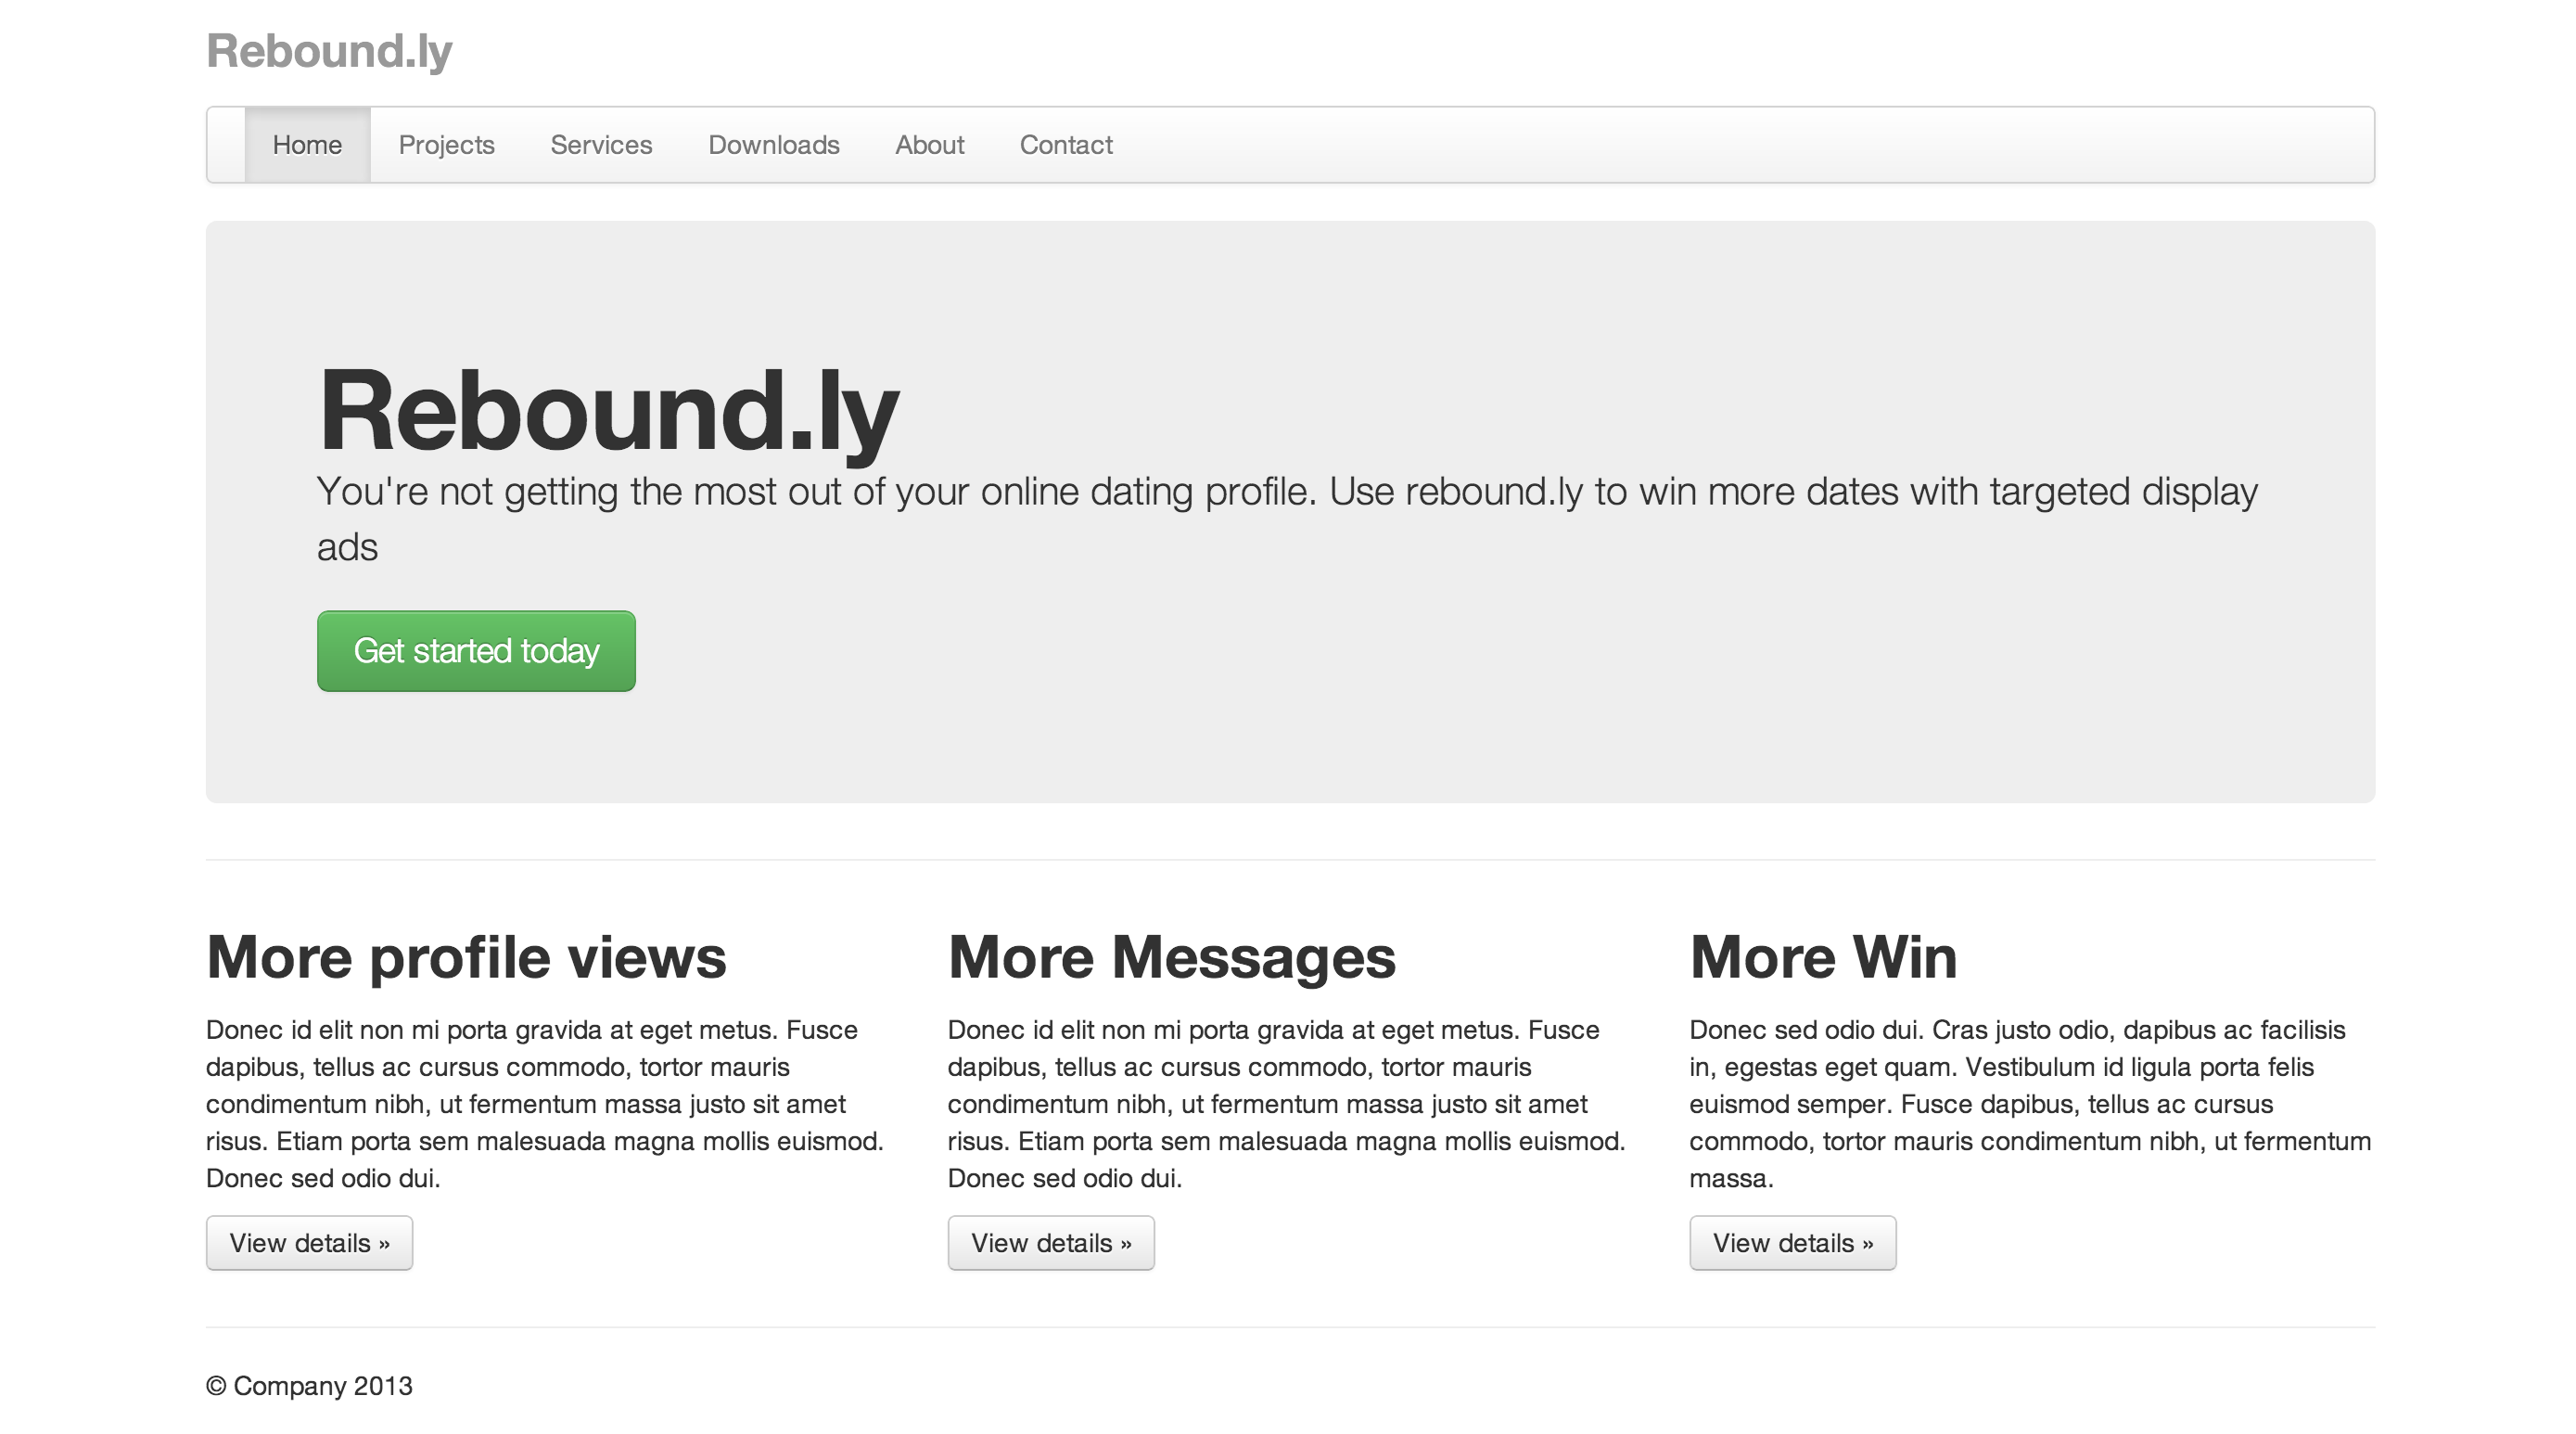 Rebound.ly
Home Projects Services Downloads About Contact
Rebound.ly
You're not getting the most out of your online dating profile. Use rebound.ly to win more dates with targeted display
ads
Get started today
More profile views
Donec id elit non mi porta gravida at eget metus. Fusce
dapibus, tellus ac cursus commodo, tortor mauris
condimentum nibh, ut fermentum massa justo sit amet
risus. Etiam porta sem malesuada magna mollis euismod.
Donec sed odio dui.
View details »
More Messages
Donec id elit non mi porta gravida at eget metus. Fusce
dapibus, tellus ac cursus commodo, tortor mauris
condimentum nibh, ut fermentum massa justo sit amet
risus. Etiam porta sem malesuada magna mollis euismod.
Donec sed odio dui.
View details »
More Win
Donec sed odio dui. Cras justo odio, dapibus ac facilisis
in, egestas eget quam. Vestibulum id ligula porta felis
euismod semper. Fusce dapibus, tellus ac cursus
commodo, tortor mauris condimentum nibh, ut fermentum
massa.
View details »
© Company 2013